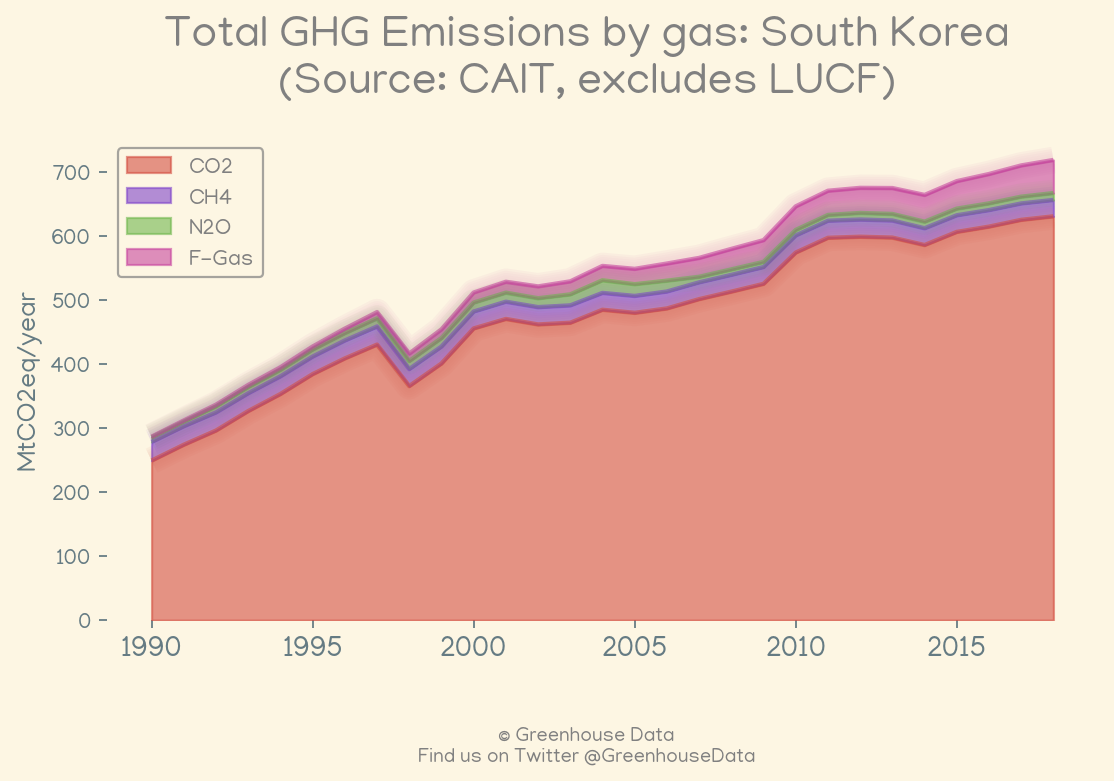 Total GHG Emissions by gas: South Korea
(Source: CAIT, excludes LUCF)
CO2
CH4
N2O
F-Gas
MtCO2eq/year
700
600
500
400
300
200
100
0
1990
1995
2000
2005
2010
2015
© Greenhouse Data
Find us on Twitter @GreenhouseData